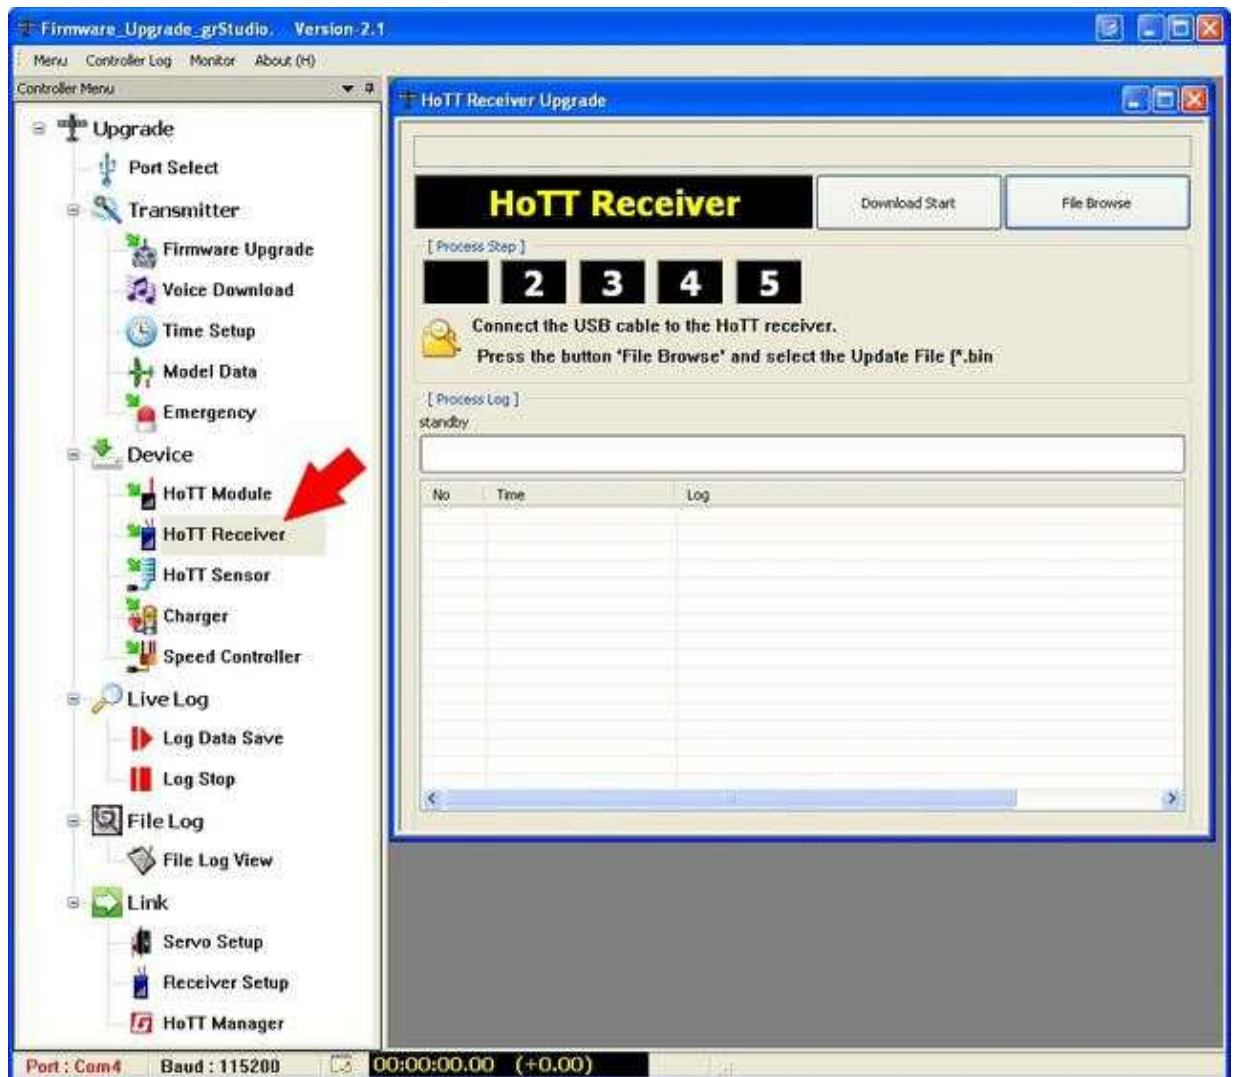 Firmware_Upgrade_grStudio. Version-2.1
Menu Controller Log Monitor About (H)
Controller Menu
Upgrade
Port Select
Transmitter
Firmware Upgrade
Voice Download
Time Setup
Model Data
Emergency
Device
HoTT Module
HoTT Receiver
HoTT Sensor
Charger
Speed Controller
Live Log
Log Data Save
Log Stop
File Log
File Log View
Link
Servo Setup
Receiver Setup
HoTT Manager
HoTT Receiver Upgrade
HoTT Receiver Download Start File Browse
[ Process Step ]
2 3 4 5
Connect the USB cable to the HoTT receiver.
Press the button 'File Browse' and select the Update File (*.bin
[ Process Log ]
standby
No Time Log
Port : Com4 Baud : 115200 00:00:00.00 (+0.00)